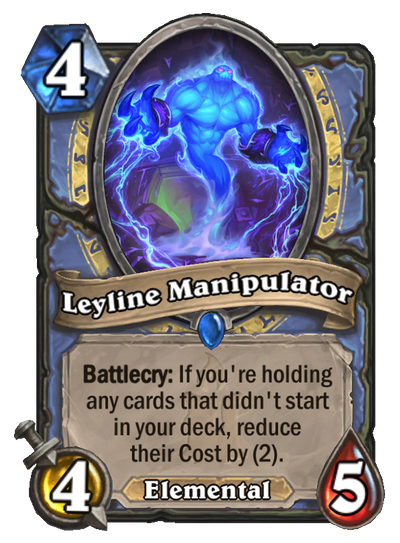 4
Leyline Manipulator
Battlecry: If you're holding
any cards that didn't start
in your deck, reduce
their Cost by (2).
4
Elemental
5